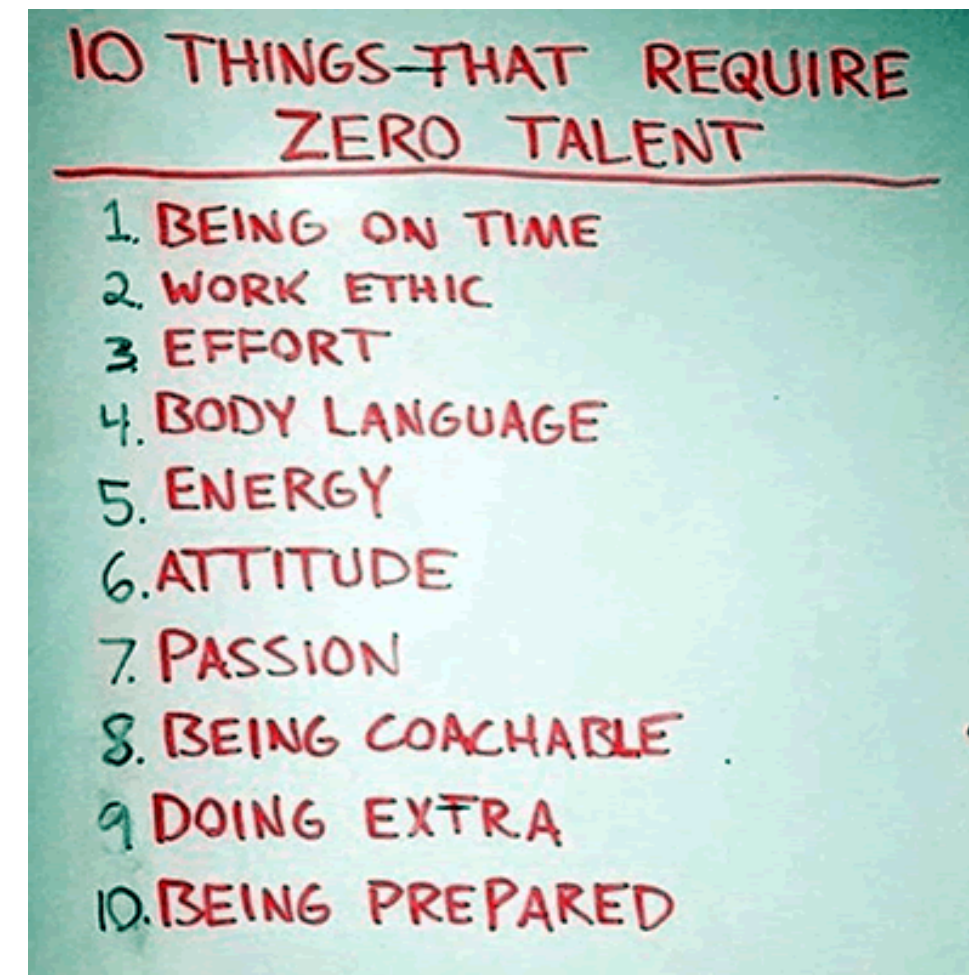 10 THINGS THAT REQUIRE
ZERO TALENT
1. BEING ON TIME
2. WORK ETHIC
3. EFFORT
4. BODY LANGUAGE
5. ENERGY
6. ATTITUDE
7. PASSION
8. BEING COACHABLE
9 DOING EXTRA
10. BEING PREPARED